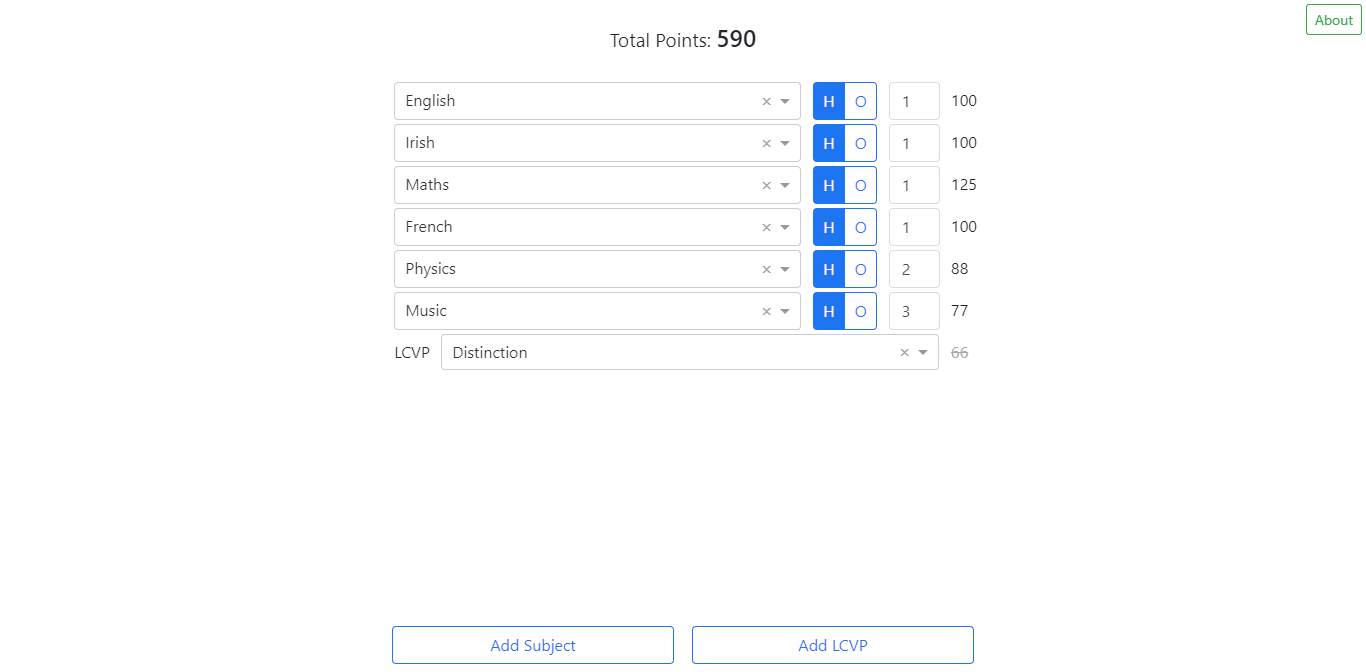 About
Total Points: 590
English × H O 1 100
Irish × H O 1 100
Maths × H O 1 125
French × H O 1 100
Physics × H O 2 88
Music × H O 3 77
LCVP Distinction × 66
Add Subject Add LCVP